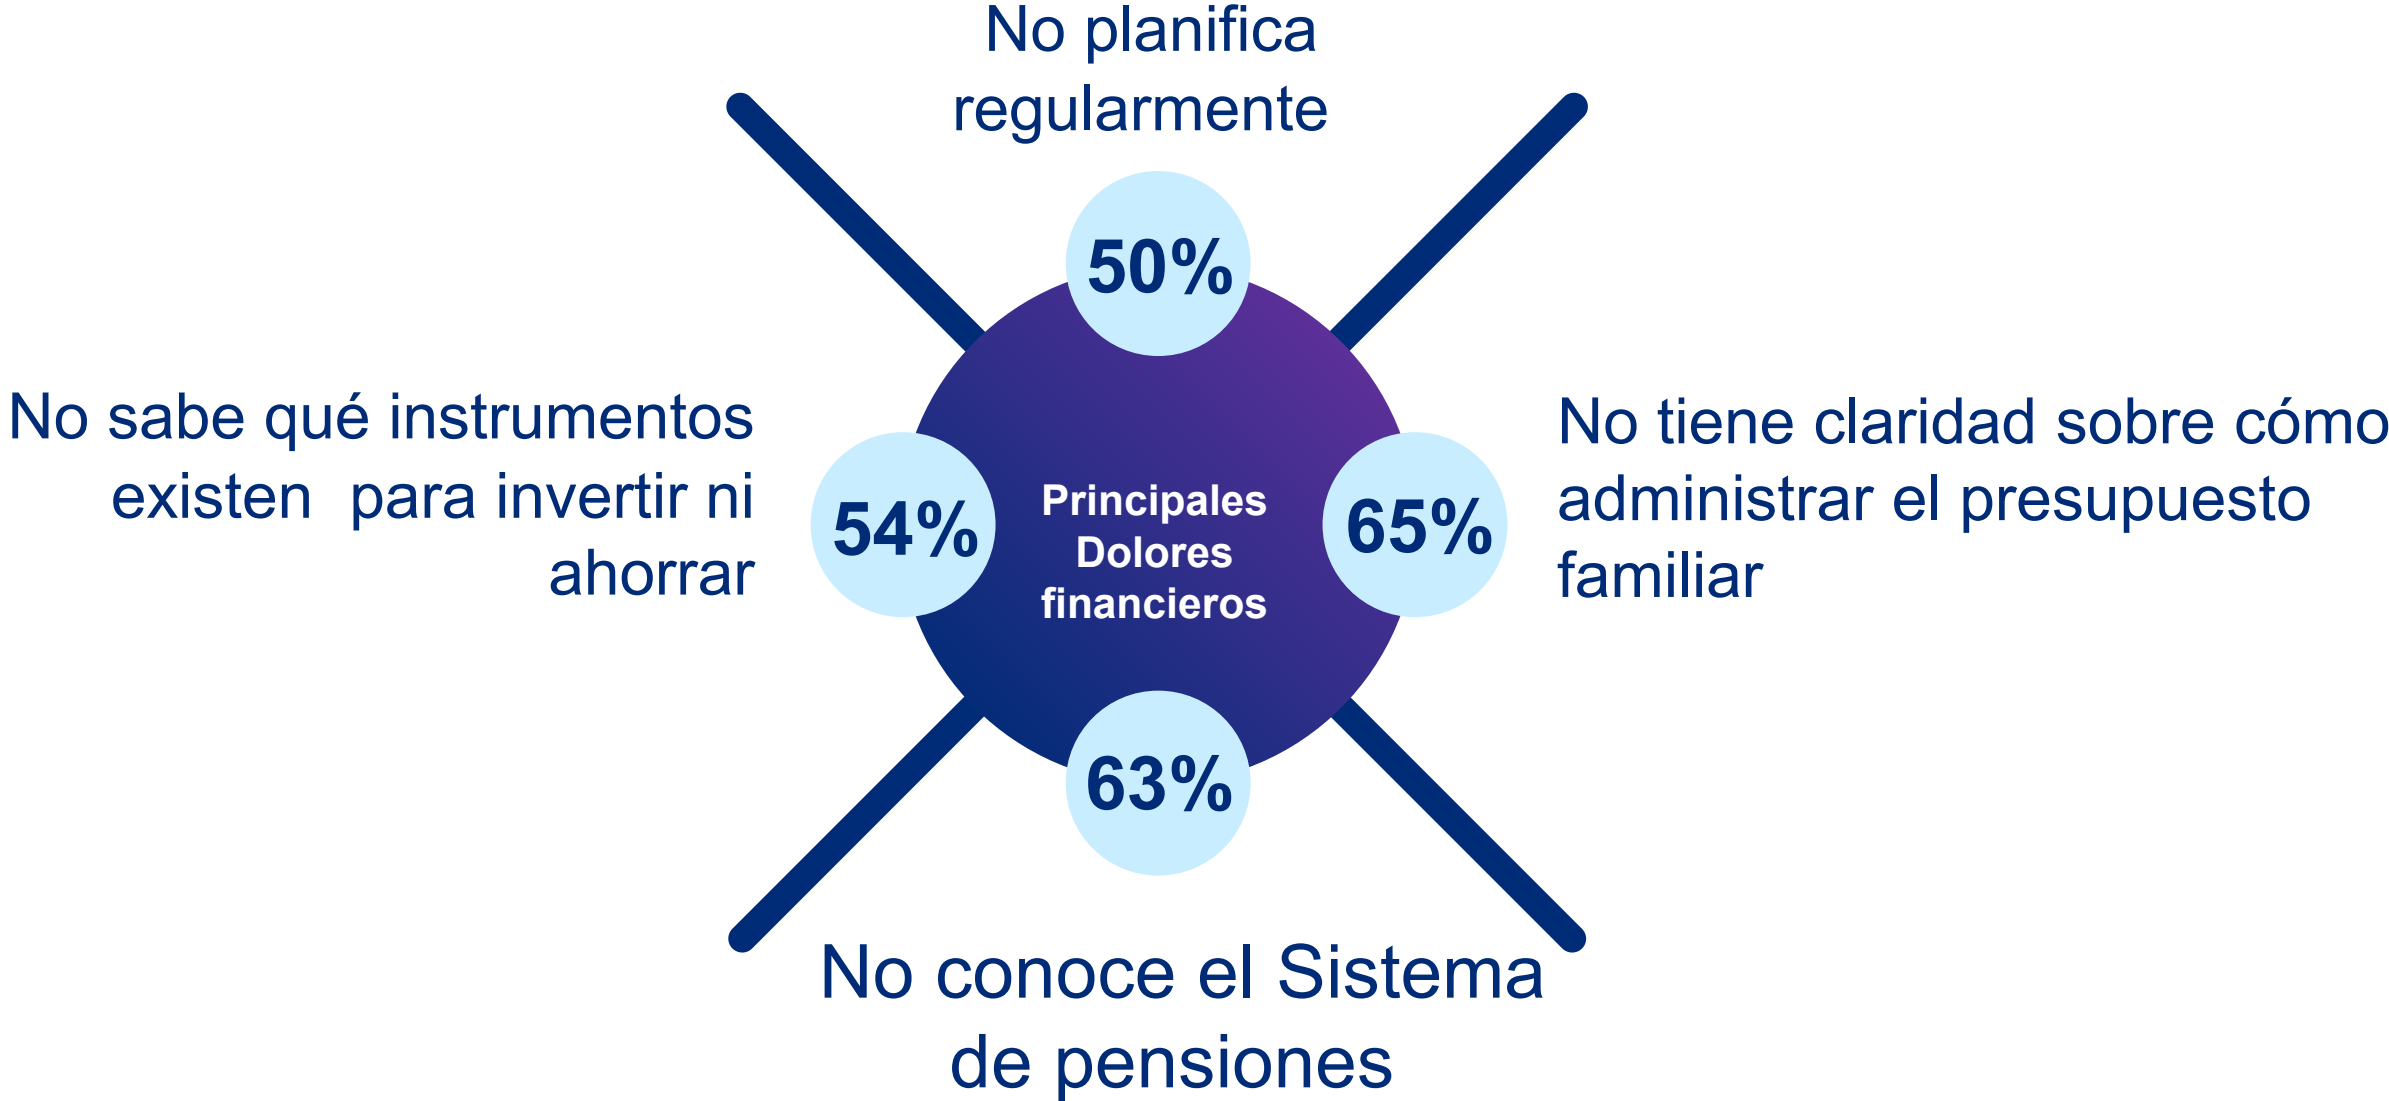 No planifica
regularmente
50%
No sabe qué instrumentos
existen  para invertir ni
ahorrar
54%
Principales
Dolores
financieros
65%
No tiene claridad sobre cómo
administrar el presupuesto
familiar
63%
No conoce el Sistema
de pensiones